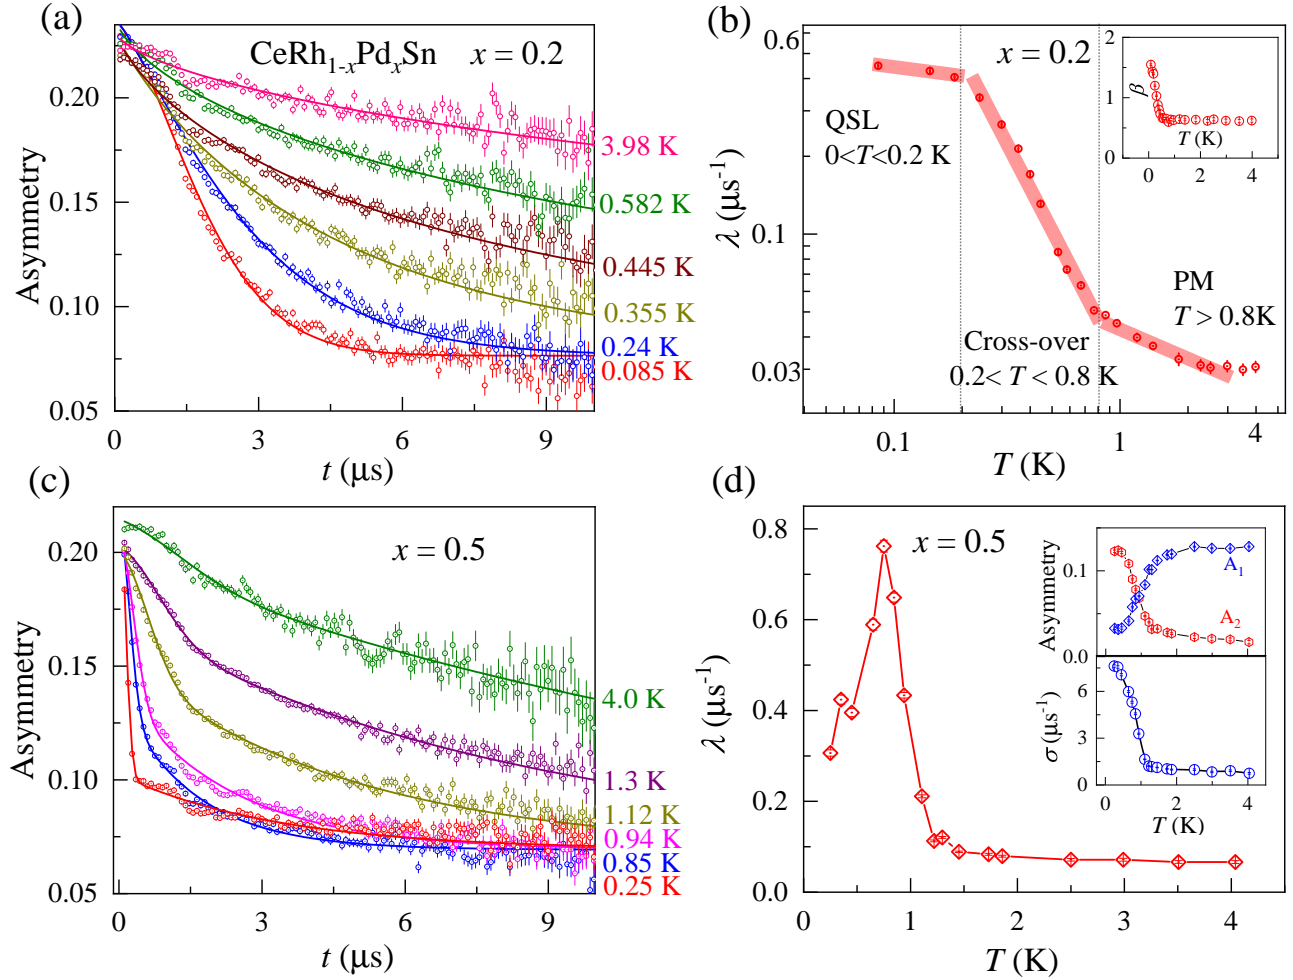 (a)
CeRh1-xPdxSn x = 0.2
0.20
0.15
0.10
0.05
Asymmetry
3.98 K
0.582 K
0.445 K
0.355 K
0.24 K
0.085 K
0 3 6 9
t (μs)
(b)
x = 0.2
0.6
0.1
0.03
λ (μs-1)
QSL
0<T<0.2 K
PM
T > 0.8K
Cross-over
0.2< T < 0.8 K
0.1 1 4
T (K)
2
1
0
β
T (K)
0 2 4
(c)
x = 0.5
0.20
0.15
0.10
0.05
Asymmetry
4.0 K
1.3 K
1.12 K
0.94 K
0.85 K
0.25 K
0 3 6 9
t (μs)
(d)
x = 0.5
0.8
0.6
0.4
0.2
0.0
λ (μs-1)
0 1 2 3 4
T (K)
0.1
0.0
Asymmetry
A1
A2
6
3
0
σ (μs-1)
0 2 4
T (K)